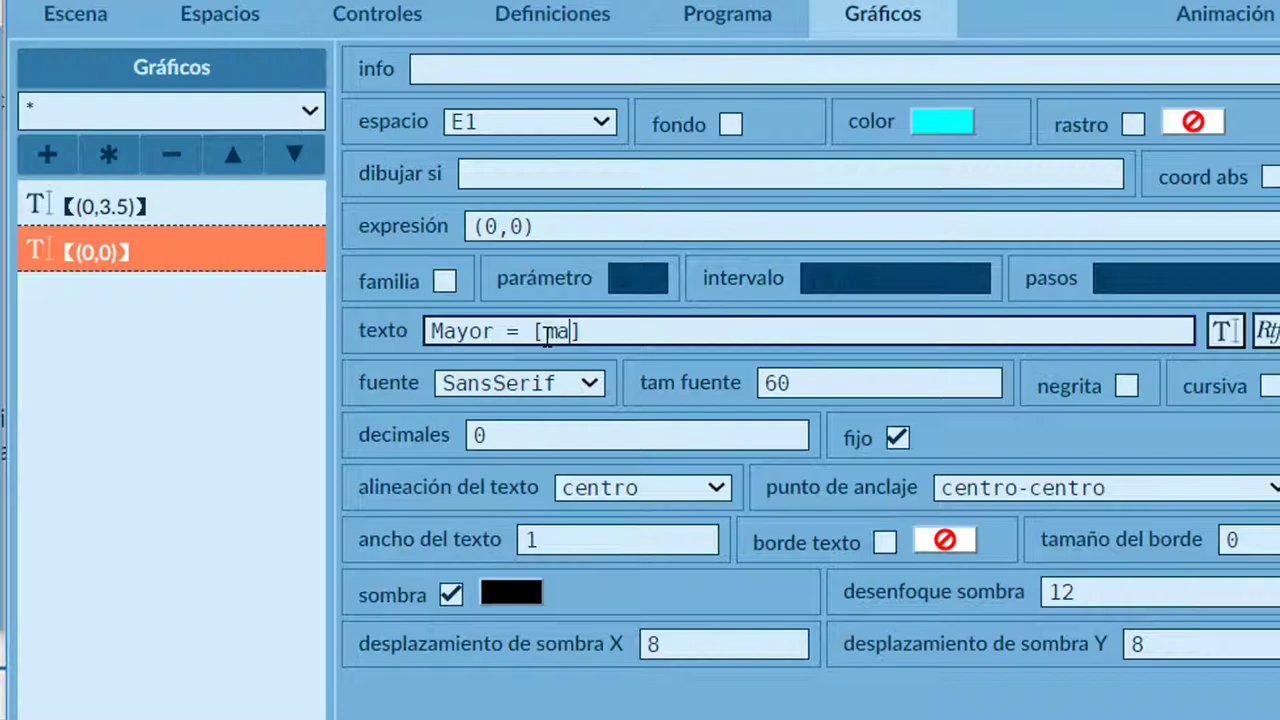 Escena Espacios Controles Definiciones Programa Gráficos Animación
Gráficos
*
(0,3.5)
(0,0)
info
espacio E1 fondo color rastro
dibujar si coord abs
expresión (0,0)
familia parámetro intervalo pasos
texto Mayor = [ma]
fuente SansSerif tam fuente 60 negrita cursiva
decimales 0 fijo
alineación del texto centro punto de anclaje centro-centro
ancho del texto 1 borde texto tamaño del borde 0
sombra desenfoque sombra 12
desplazamiento de sombra X 8 desplazamiento de sombra Y 8